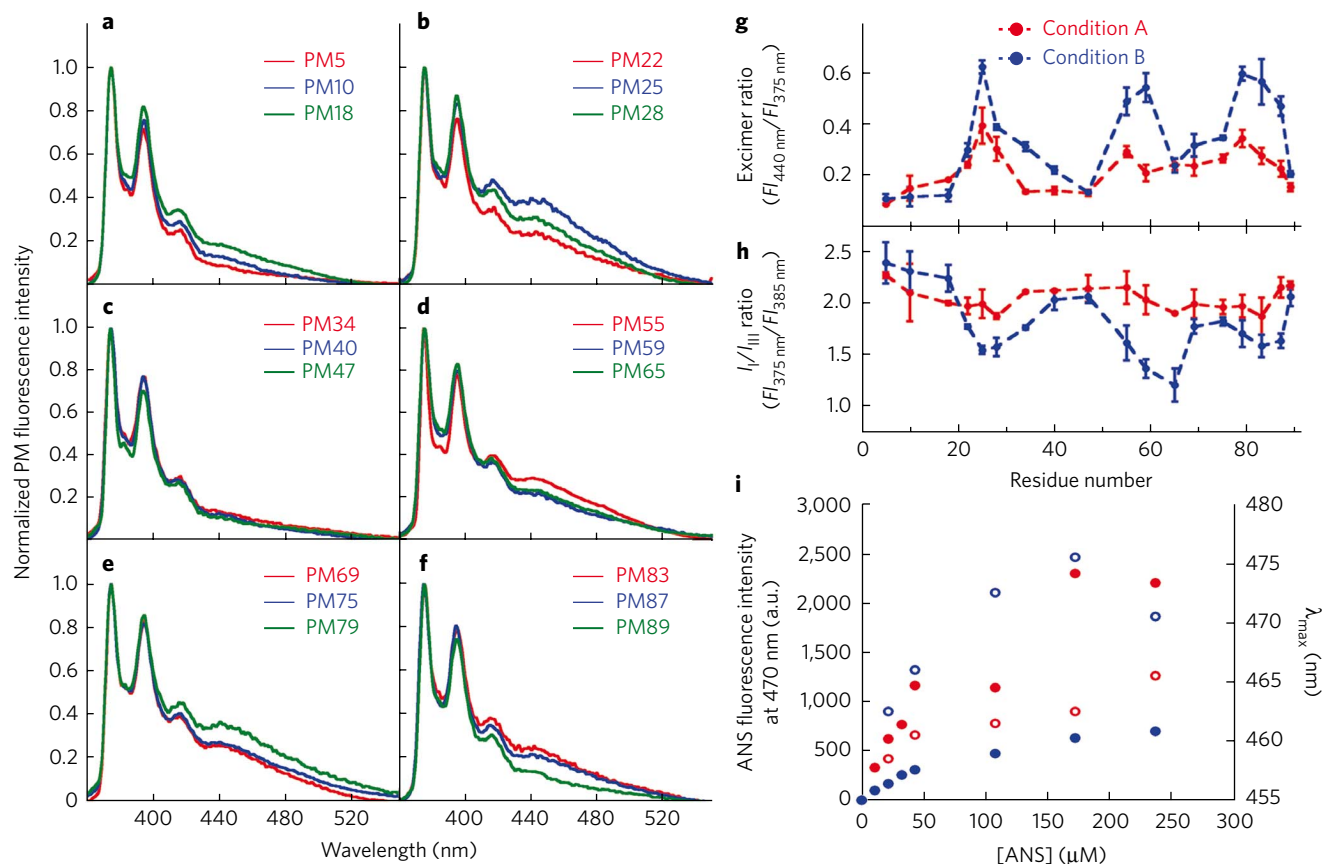 a
PM5
PM10
PM18
1.0
0.8
0.6
0.4
0.2
b
PM22
PM25
PM28
c
PM34
PM40
PM47
1.0
0.8
0.6
0.4
0.2
d
PM55
PM59
PM65
e
PM69
PM75
PM79
1.0
0.8
0.6
0.4
0.2
0
f
PM83
PM87
PM89
400 440 480 520 400 440 480 520
Wavelength (nm)
Normalized PM fluorescence intensity
g
Condition A
Condition B
Excimer ratio
(FI440 nm/FI375 nm)
0.6
0.4
0.2
h
II/IIII ratio
(FI375 nm/FI385 nm)
2.5
2.0
1.5
1.0
0 20 40 60 80
Residue number
i
ANS fluorescence intensity
at 470 nm (a.u.)
3,000
2,500
2,000
1,500
1,000
500
0
480
475
470
465
460
455
λmax (nm)
0 50 100 150 200 250 300
[ANS] (μM)